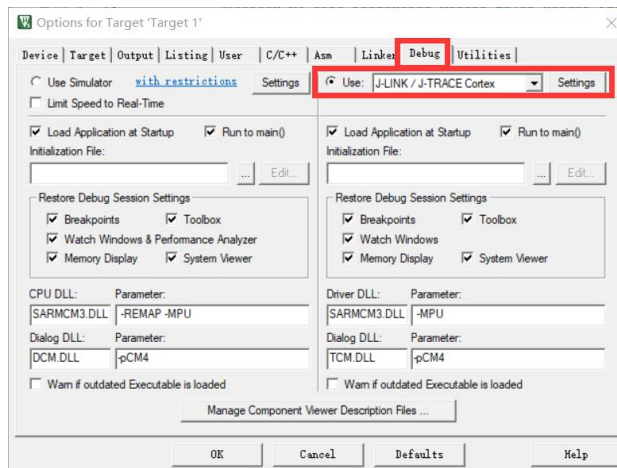 Options for Target 'Target 1'
Device Target Output Listing User C/C++ Asm Linker Debug Utilities
Use Simulator with restrictions Settings
Limit Speed to Real-Time
Load Application at Startup Run to main()
Initialization File:
... Edit...
Restore Debug Session Settings
Breakpoints Toolbox
Watch Windows & Performance Analyzer
Memory Display System Viewer
CPU DLL: Parameter:
SARMCM3.DLL -REMAP -MPU
Dialog DLL: Parameter:
DCM.DLL -pCM4
Warn if outdated Executable is loaded
Use: J-LINK / J-TRACE Cortex Settings
Load Application at Startup Run to main()
Initialization File:
... Edit...
Restore Debug Session Settings
Breakpoints Toolbox
Watch Windows
Memory Display System Viewer
Driver DLL: Parameter:
SARMCM3.DLL -MPU
Dialog DLL: Parameter:
TCM.DLL -pCM4
Warn if outdated Executable is loaded
Manage Component Viewer Description Files ...
OK Cancel Defaults Help